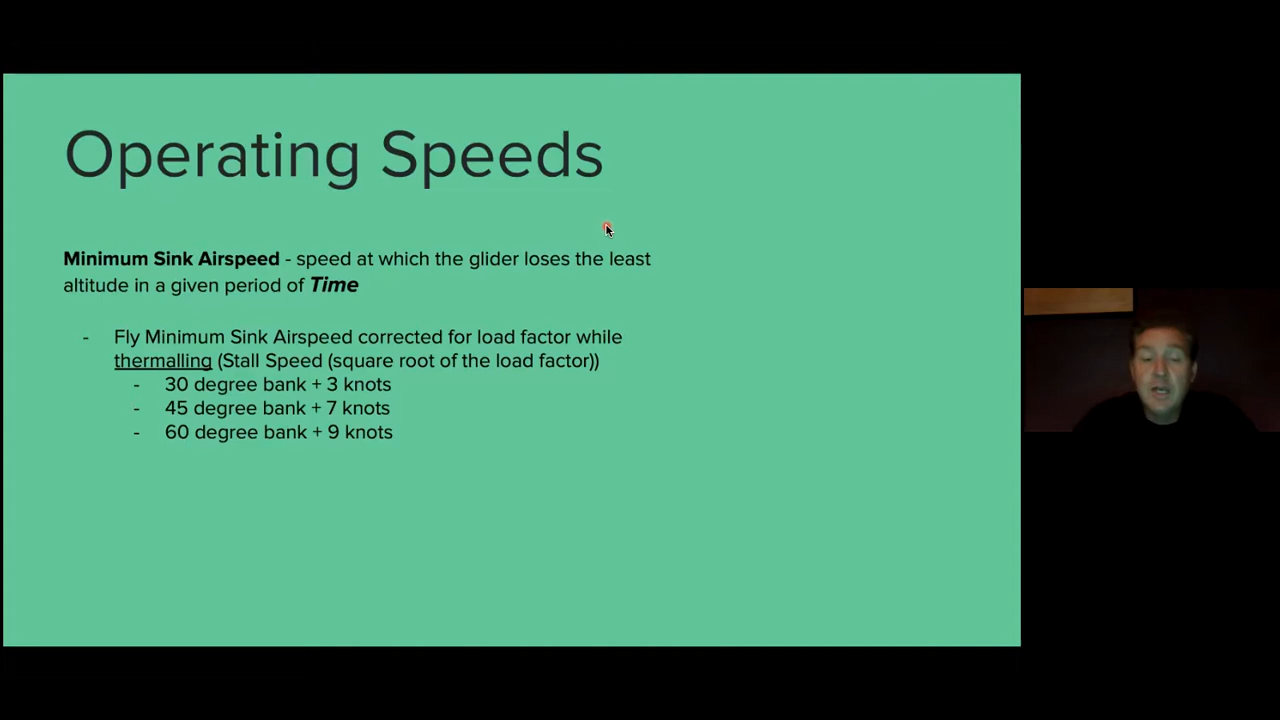 Operating Speeds
Minimum Sink Airspeed - speed at which the glider loses the least
altitude in a given period of Time
- Fly Minimum Sink Airspeed corrected for load factor while
thermalling (Stall Speed (square root of the load factor))
- 30 degree bank + 3 knots
- 45 degree bank + 7 knots
- 60 degree bank + 9 knots